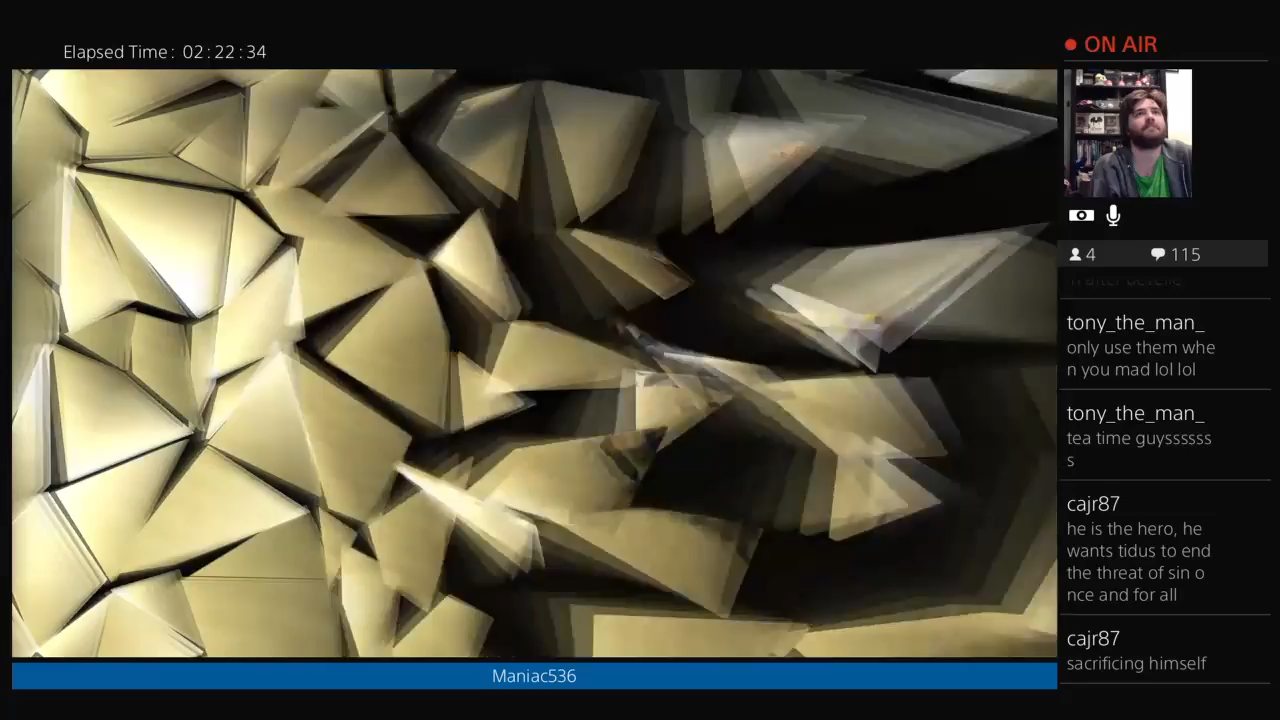 Elapsed Time: 02:22:34
ON AIR
4 115
tony_the_man_
only use them whe
n you mad lol lol
tony_the_man_
tea time guyssssss
s
cajr87
he is the hero, he
wants tidus to end
the threat of sin o
nce and for all
cajr87
sacrificing himself
Maniac536